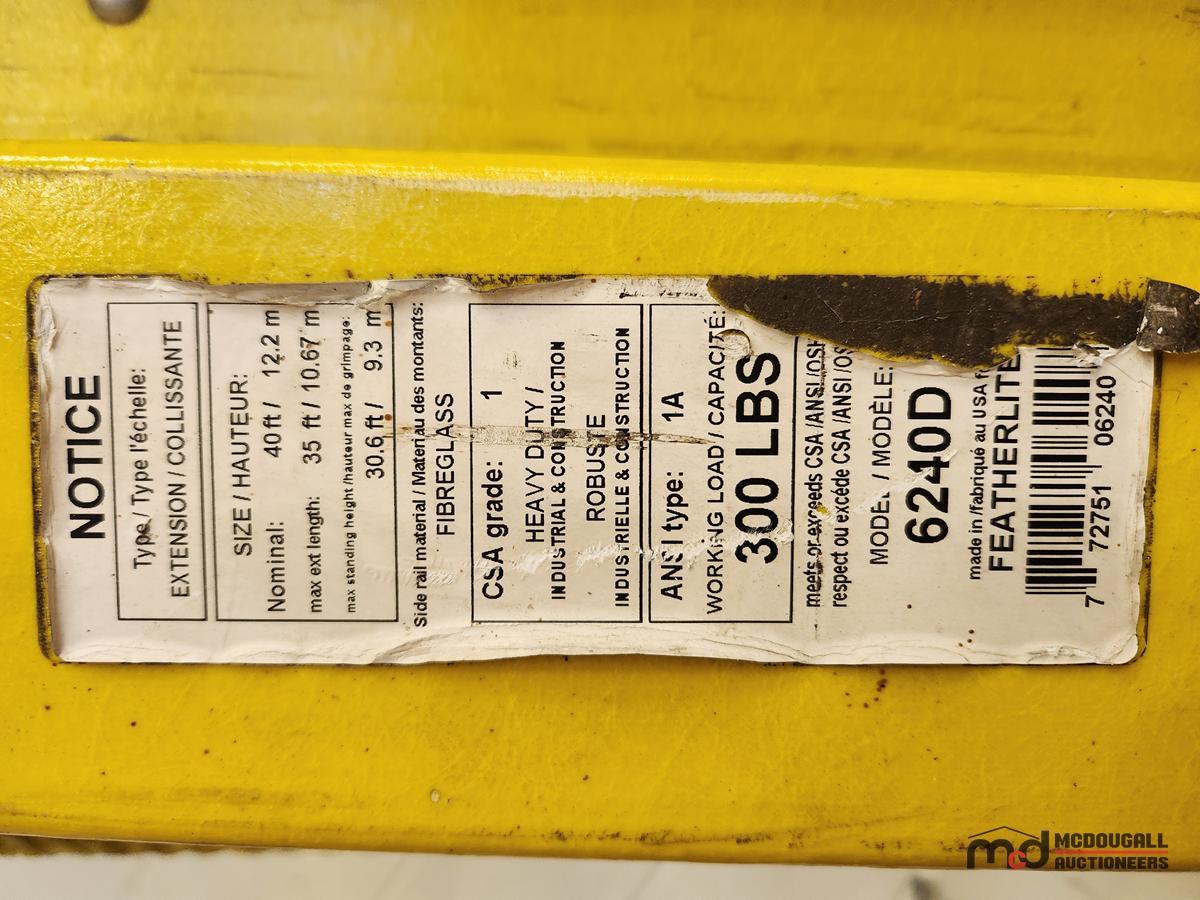 NOTICE
Type / Type l'échelle:
EXTENSION / COLLISSANTE
SIZE / HAUTEUR:
Nominal: 40 ft / 12.2 m
max ext length: 35 ft / 10.67 m
max standing height /hauteur max de grimpage:
30.6 ft / 9.3 m
Side rail material / Materiau des montants:
FIBREGLASS
CSA grade: 1
HEAVY DUTY /
INDUSTRIAL & CONSTRUCTION
ROBUSTE
INDUSTRIELLE & CONSTRUCTION
ANSI type: 1A
WORKING LOAD / CAPACITÉ:
300 LBS
meets or exceeds CSA /ANSI /OSH
respect ou excéde CSA /ANSI /OS
MODEL / MODÈLE:
6240D
made in /fabriqué au USA
FEATHERLITE
7 72751 06240
mcd MCDOUGALL
AUCTIONEERS